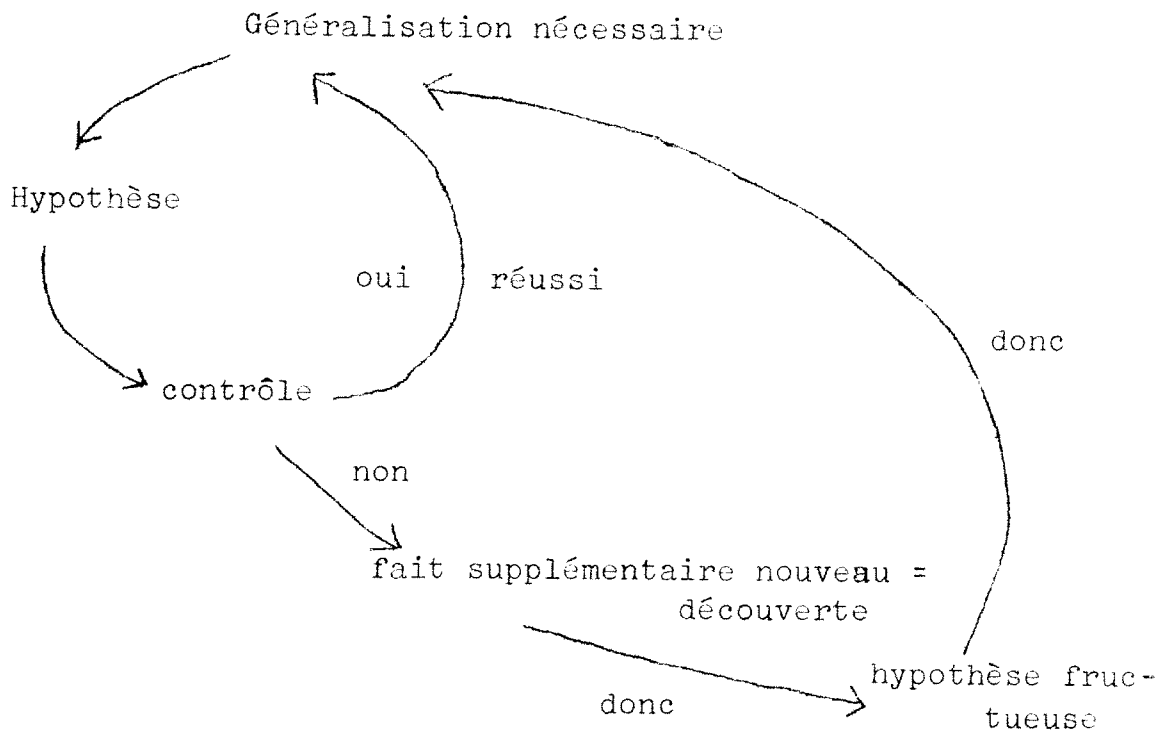 Généralisation nécessaire
Hypothèse
oui réussi
donc
contrôle
non
fait supplémentaire nouveau =
découverte
hypothèse fruc-
tueuse
donc